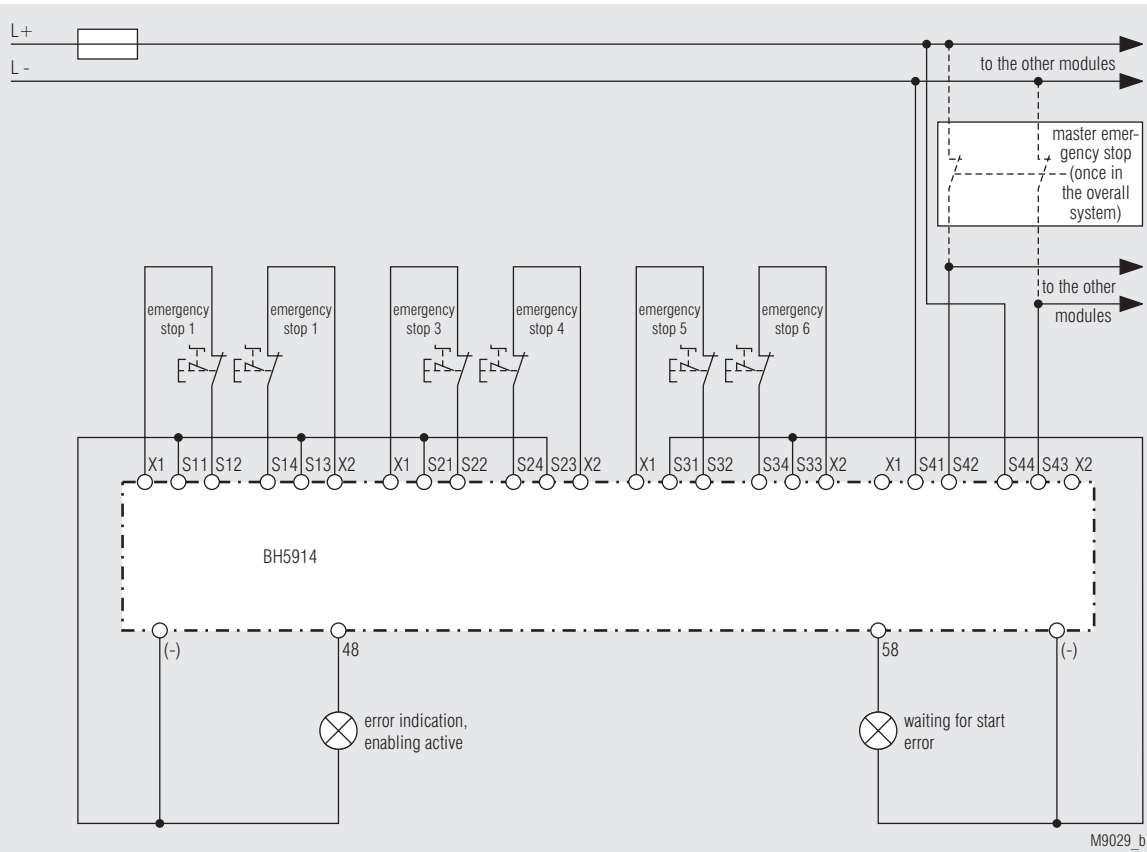 L+
L -
to the other modules
master emer-
gency stop
(once in
the overall
system)
to the other
modules
emergency
stop 1
emergency
stop 1
emergency
stop 3
emergency
stop 4
emergency
stop 5
emergency
stop 6
X1 S11 S12 S14 S13 X2 X1 S21 S22 S24 S23 X2 X1 S31 S32 S34 S33 X2 X1 S41 S42 S44 S43 X2
BH5914
(-) 48 58 (-)
error indication,
enabling active
waiting for start
error
M9029_b